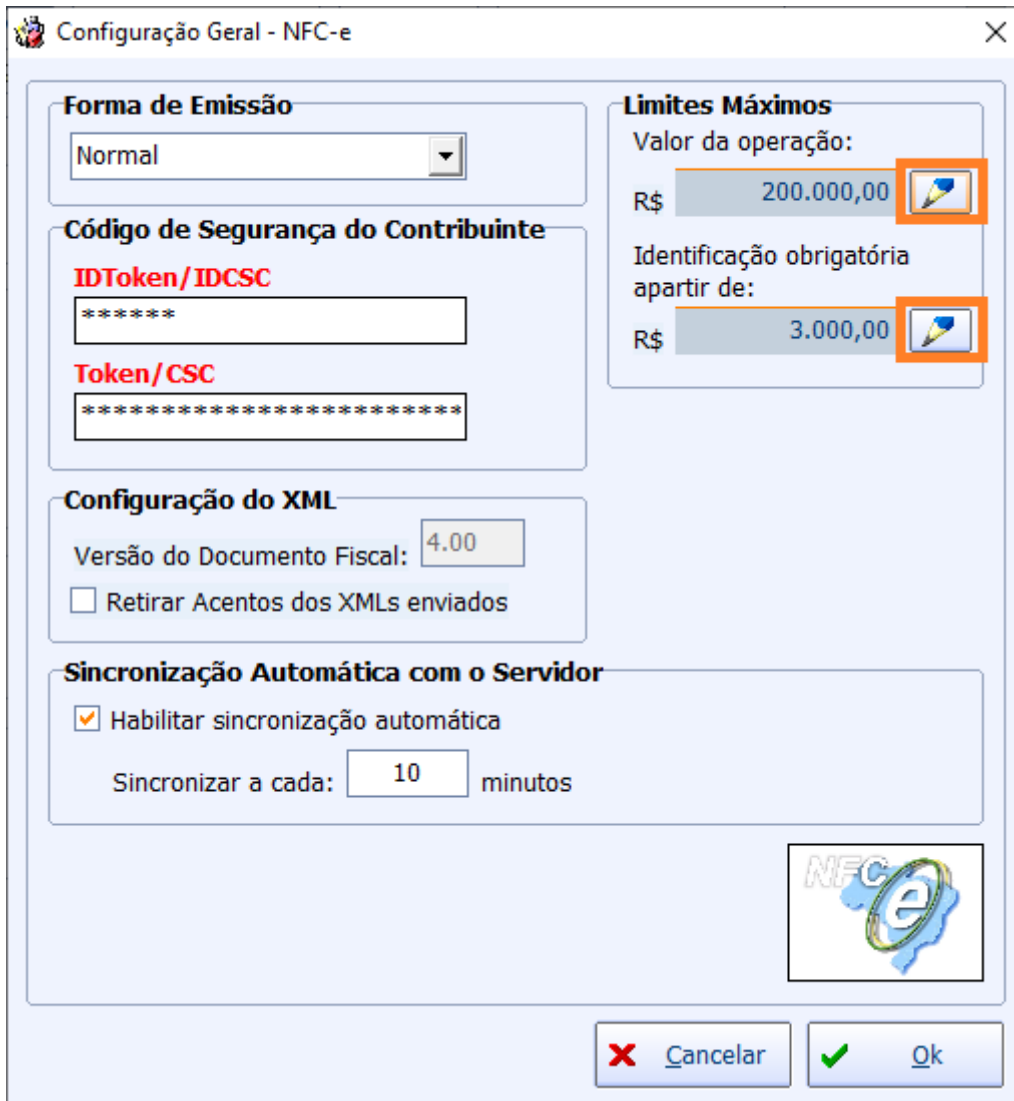 Configuração Geral - NFC-e
Forma de Emissão
Normal
Código de Segurança do Contribuinte
IDToken/IDCSC
******
Token/CSC
************************
Limites Máximos
Valor da operação:
R$ 200.000,00
Identificação obrigatória
apartir de:
R$ 3.000,00
Configuração do XML
Versão do Documento Fiscal: 4.00
Retirar Acentos dos XMLs enviados
Sincronização Automática com o Servidor
Habilitar sincronização automática
Sincronizar a cada: 10 minutos
NFC e
Cancelar
Ok